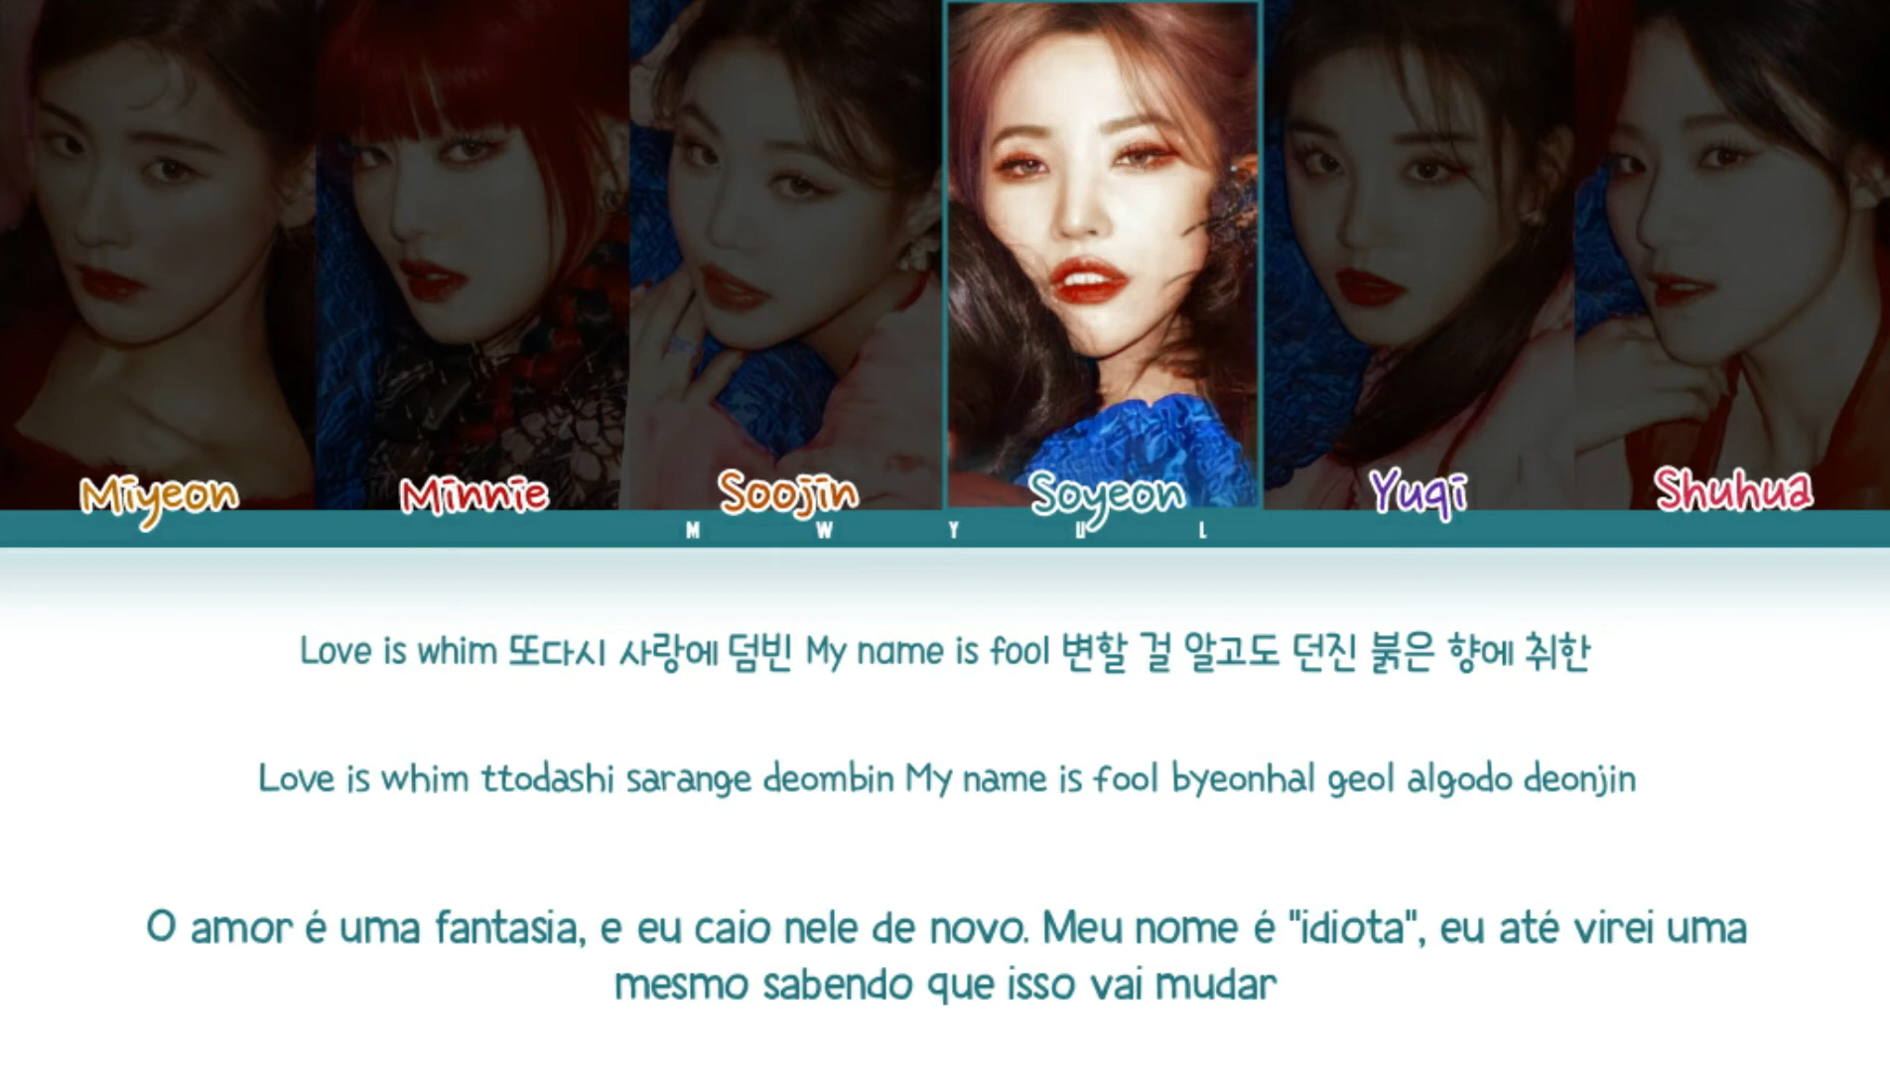 Miyeon Minnie Soojin Soyeon Yuqi Shuhua
M W Y U L
Love is whim 또다시 사랑에 덤빈 My name is fool 변할 걸 알고도 던진 붉은 향에 취한
Love is whim ttodashi sarange deombin My name is fool byeonhal geol algodo deonjin
O amor é uma fantasia, e eu caio nele de novo. Meu nome é "idiota", eu até virei uma
mesmo sabendo que isso vai mudar